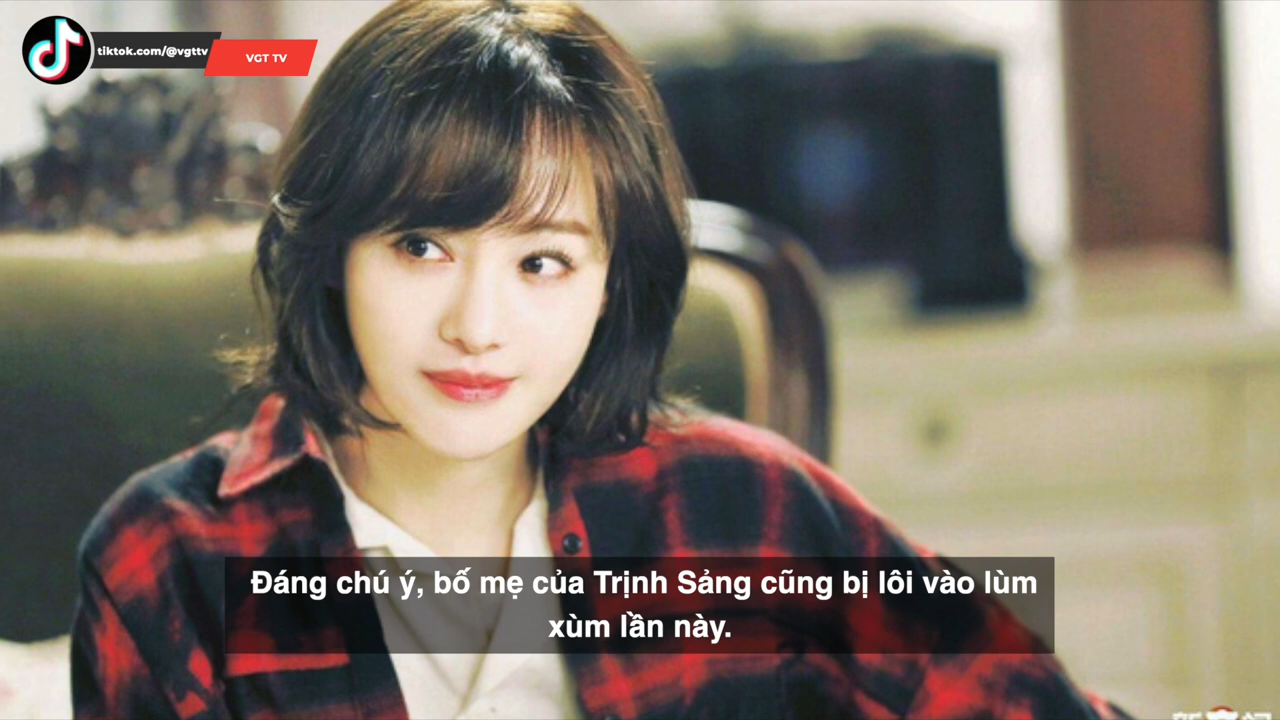 tiktok.com/@vgttv
VGT TV
Đáng chú ý, bố mẹ của Trịnh Sảng cũng bị lôi vào lùm
xùm lần này.